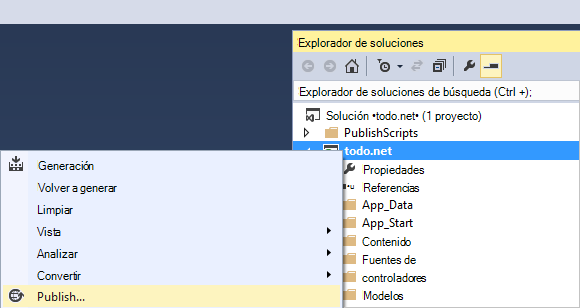 Explorador de soluciones
Explorador de soluciones de búsqueda (Ctrl +);
Solución •todo.net• (1 proyecto)
PublishScripts
todo.net
Propiedades
Referencias
App_Data
App_Start
Contenido
Fuentes de
controladores
Modelos
Generación
Volver a generar
Limpiar
Vista
Analizar
Convertir
Publish...